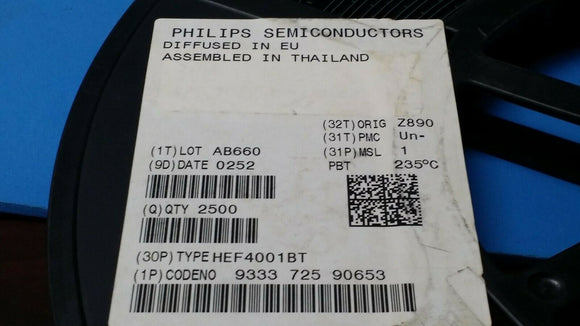 PHILIPS SEMICONDUCTORS
DIFFUSED IN EU
ASSEMBLED IN THAILAND
(32T)ORIG Z890
(31T)PMC Un-
(1T)LOT AB660
(31P)MSL 1
(9D)DATE 0252
PBT 235ºC
(Q)QTY 2500
(30P)TYPE HEF4001BT
(1P)CODENO 9333 725 90653